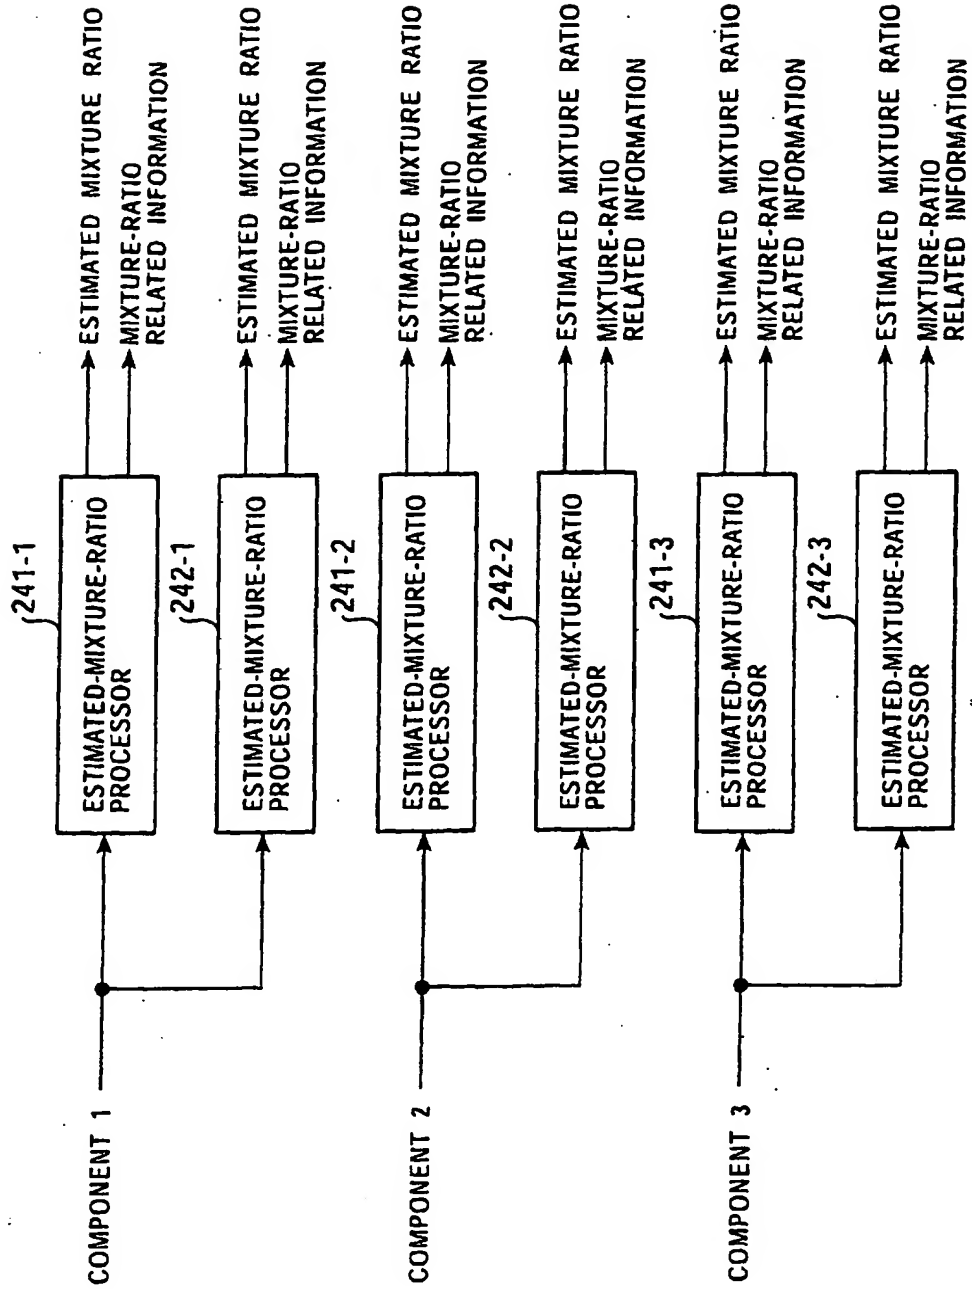 COMPONENT 1
241-1
ESTIMATED-MIXTURE-RATIO
PROCESSOR
ESTIMATED MIXTURE RATIO
MIXTURE-RATIO
RELATED INFORMATION
242-1
ESTIMATED-MIXTURE-RATIO
PROCESSOR
ESTIMATED MIXTURE RATIO
MIXTURE-RATIO
RELATED INFORMATION
COMPONENT 2
241-2
ESTIMATED-MIXTURE-RATIO
PROCESSOR
ESTIMATED MIXTURE RATIO
MIXTURE-RATIO
RELATED INFORMATION
242-2
ESTIMATED-MIXTURE-RATIO
PROCESSOR
ESTIMATED MIXTURE RATIO
MIXTURE-RATIO
RELATED INFORMATION
COMPONENT 3
241-3
ESTIMATED-MIXTURE-RATIO
PROCESSOR
ESTIMATED MIXTURE RATIO
MIXTURE-RATIO
RELATED INFORMATION
242-3
ESTIMATED-MIXTURE-RATIO
PROCESSOR
ESTIMATED MIXTURE RATIO
MIXTURE-RATIO
RELATED INFORMATION